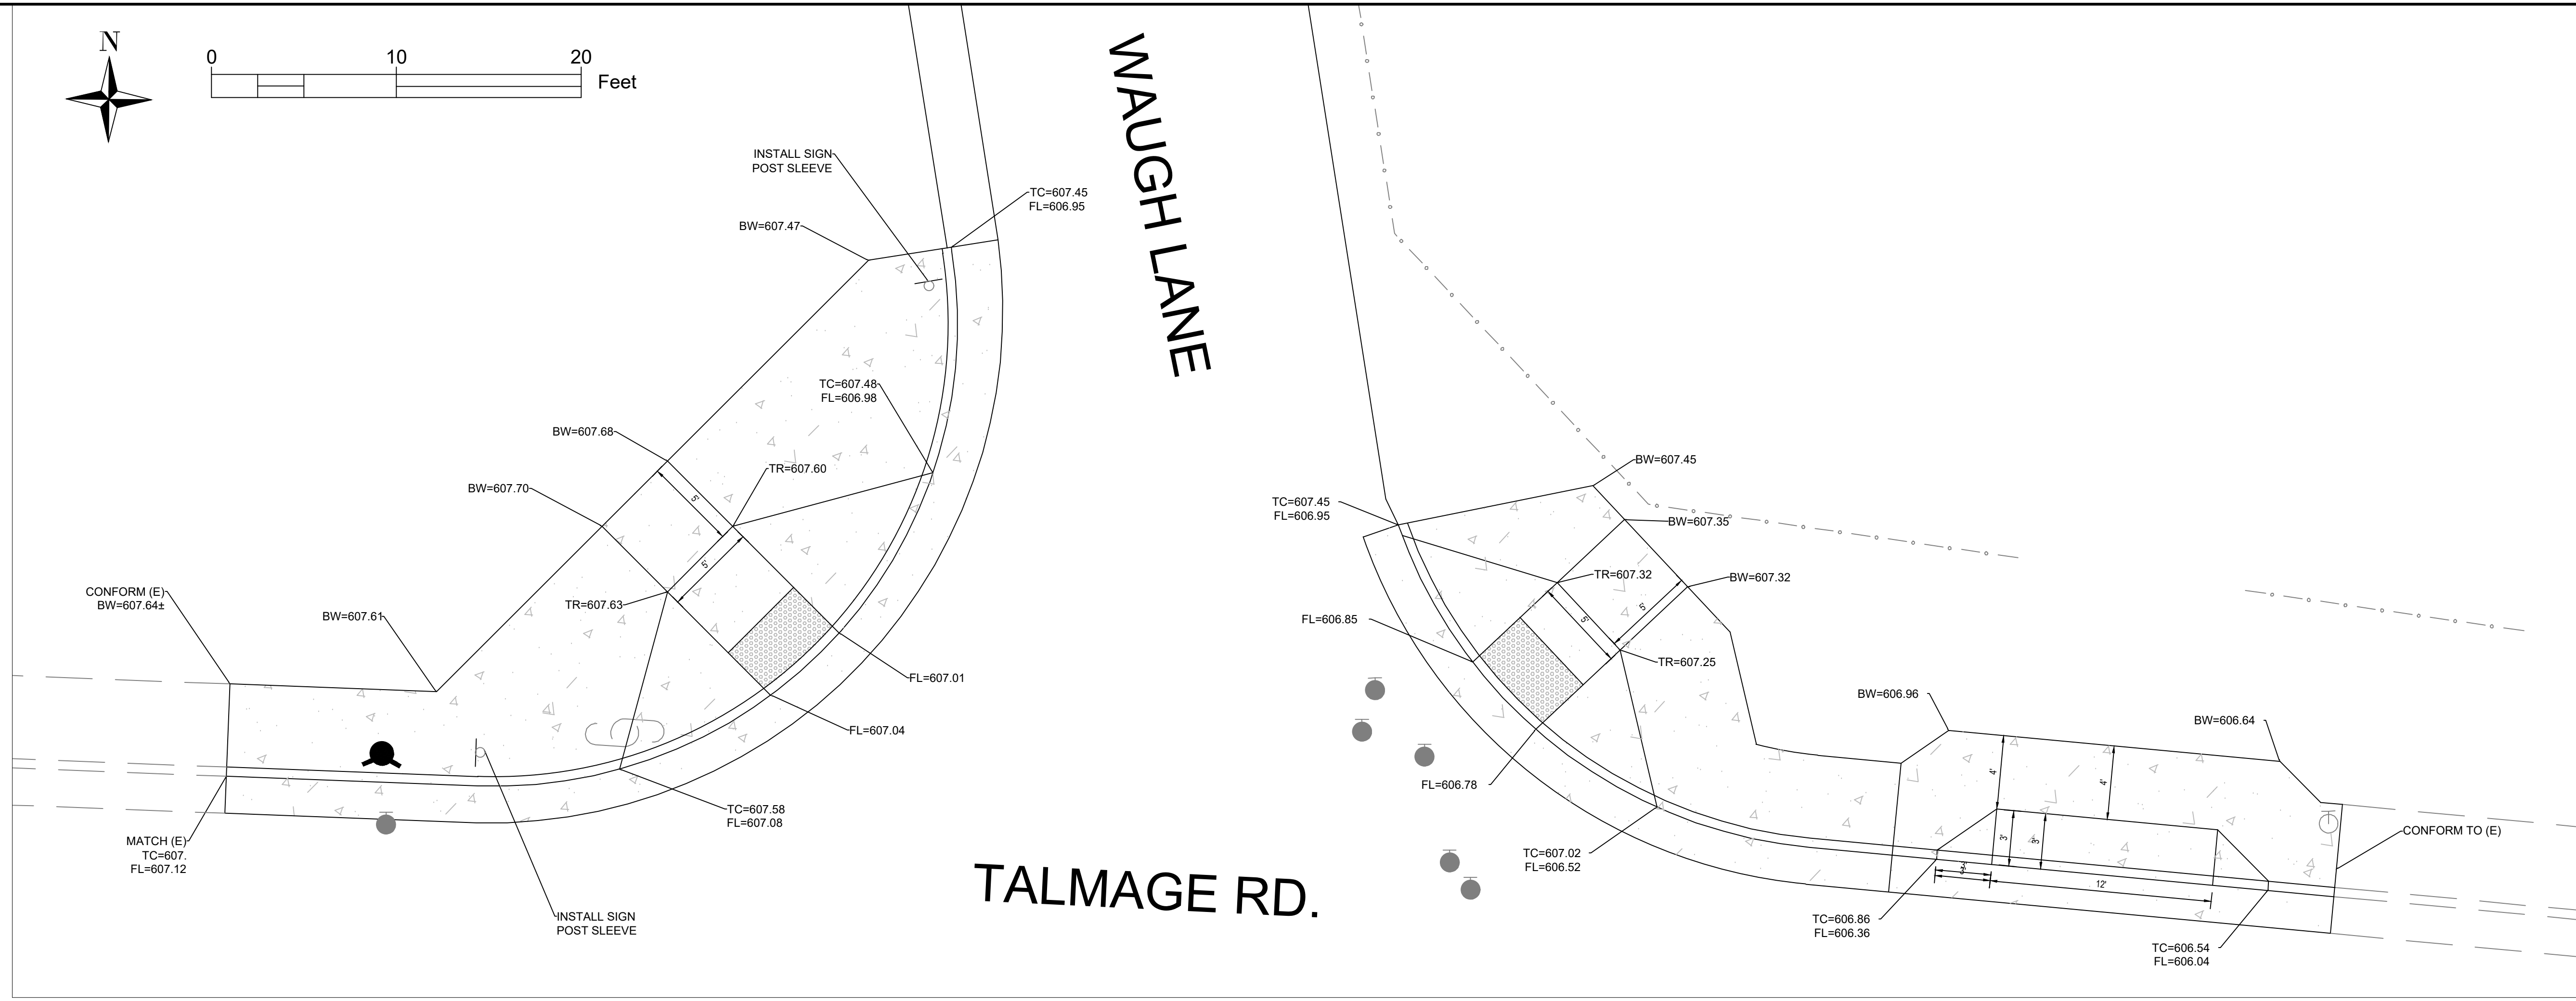 N
0 10 20
Feet
WAUGH LANE
INSTALL SIGN
POST SLEEVE
TC=607.45
FL=606.95
BW=607.47
TC=607.48
FL=606.98
BW=607.68
TR=607.60
BW=607.70
5'
5'
TR=607.63
CONFORM (E)
BW=607.64±
BW=607.61
FL=607.01
FL=607.04
TC=607.58
FL=607.08
MATCH (E)
TC=607.
FL=607.12
INSTALL SIGN
POST SLEEVE
TALMAGE RD.
BW=607.45
TC=607.45
FL=606.95
BW=607.35
TR=607.32
BW=607.32
5'
5'
FL=606.85
TR=607.25
FL=606.78
BW=606.96
BW=606.64
4'
4'
3'
3'
3'
3'
12'
CONFORM TO (E)
TC=607.02
FL=606.52
TC=606.86
FL=606.36
TC=606.54
FL=606.04